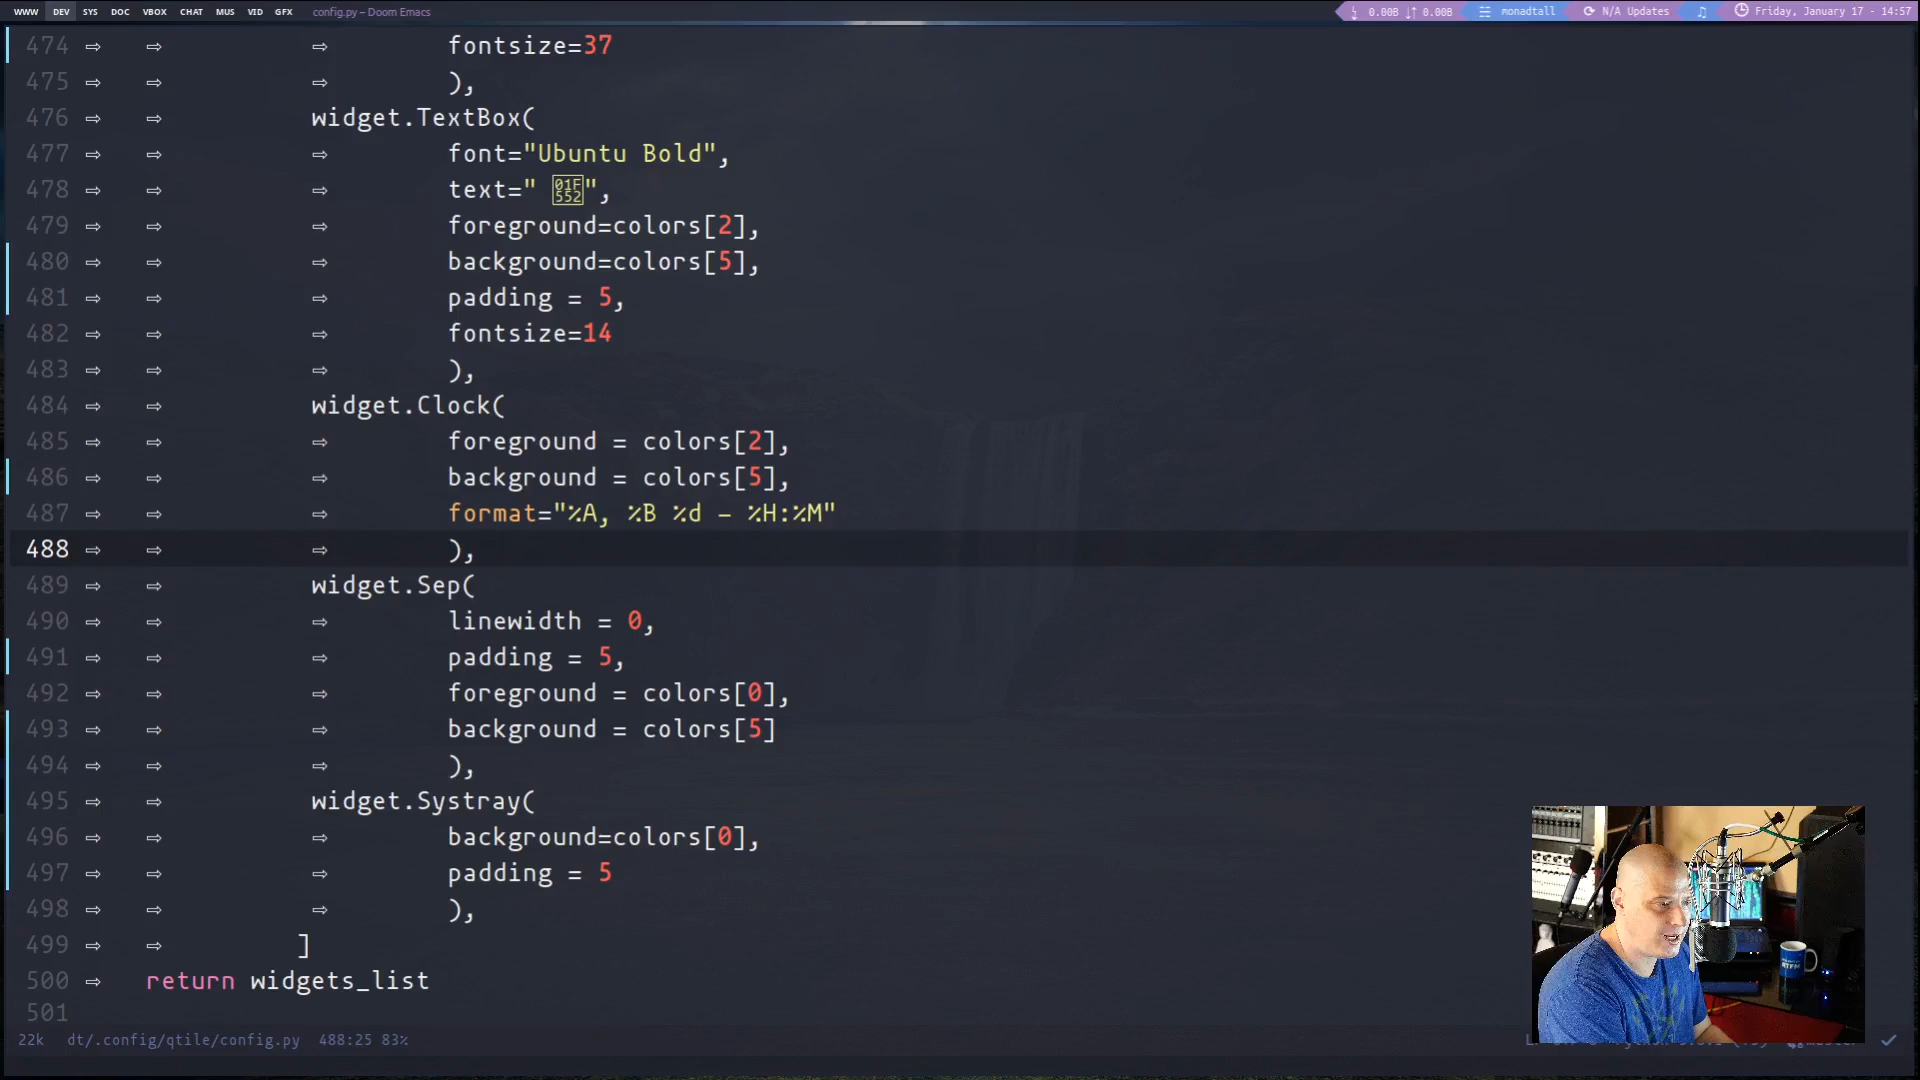 WWW DEV SYS DOC VBOX CHAT MUS VID GFX config.py – Doom Emacs 0.00B ↓↑ 0.00B monadtall ⟳ N/A Updates ♫ Friday, January 17 - 14:57
474 ⇨ ⇨ ⇨ fontsize=37
475 ⇨ ⇨ ⇨ ),
476 ⇨ ⇨ widget.TextBox(
477 ⇨ ⇨ ⇨ font="Ubuntu Bold",
478 ⇨ ⇨ ⇨ text=" 🕒",
479 ⇨ ⇨ ⇨ foreground=colors[2],
480 ⇨ ⇨ ⇨ background=colors[5],
481 ⇨ ⇨ ⇨ padding = 5,
482 ⇨ ⇨ ⇨ fontsize=14
483 ⇨ ⇨ ⇨ ),
484 ⇨ ⇨ widget.Clock(
485 ⇨ ⇨ ⇨ foreground = colors[2],
486 ⇨ ⇨ ⇨ background = colors[5],
487 ⇨ ⇨ ⇨ format="%A, %B %d - %H:%M"
488 ⇨ ⇨ ⇨ ),
489 ⇨ ⇨ widget.Sep(
490 ⇨ ⇨ ⇨ linewidth = 0,
491 ⇨ ⇨ ⇨ padding = 5,
492 ⇨ ⇨ ⇨ foreground = colors[0],
493 ⇨ ⇨ ⇨ background = colors[5]
494 ⇨ ⇨ ⇨ ),
495 ⇨ ⇨ widget.Systray(
496 ⇨ ⇨ ⇨ background=colors[0],
497 ⇨ ⇨ ⇨ padding = 5
498 ⇨ ⇨ ⇨ ),
499 ⇨ ⇨ ]
500 ⇨ return widgets_list
501
22k dt/.config/qtile/config.py 488:25 83%